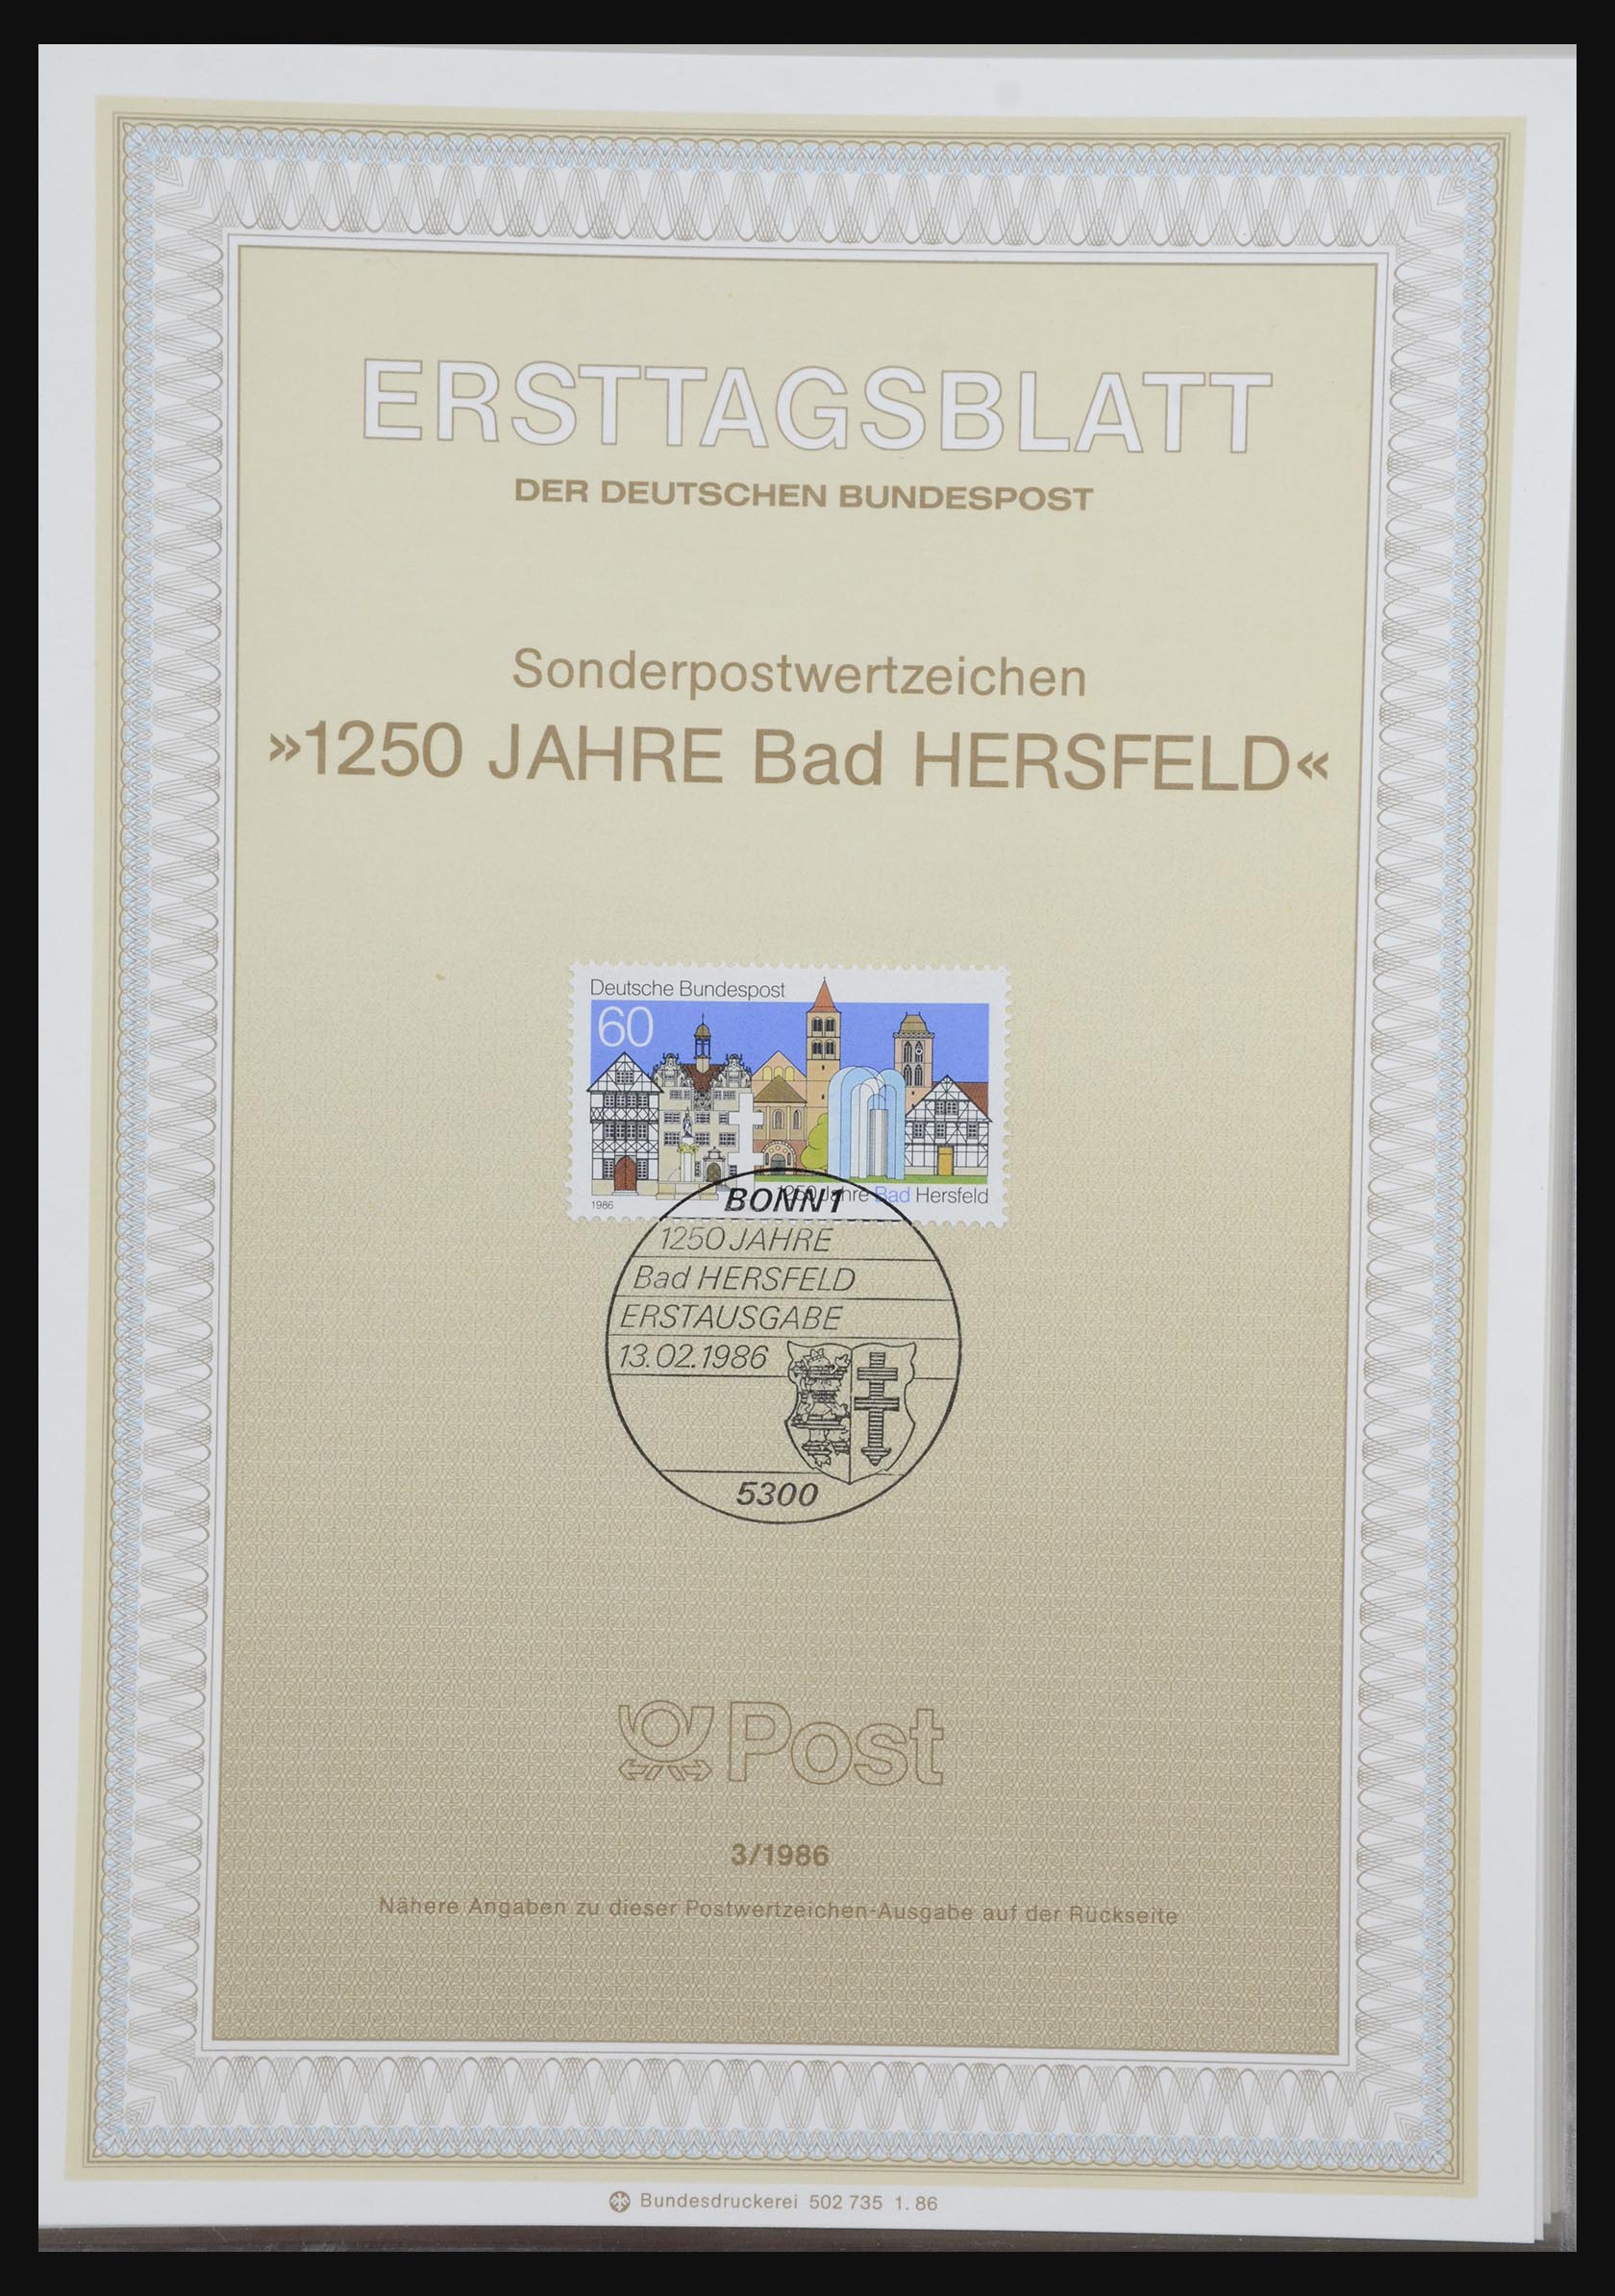 ERSTTAGSBLATT
DER DEUTSCHEN BUNDESPOST
Sonderpostwertzeichen
»1250 JAHRE Bad HERSFELD«
Deutsche Bundespost
60
1250 Jahre Bad Hersfeld
1986
BONN 1
1250 JAHRE
Bad HERSFELD
ERSTAUSGABE
13.02.1986
5300
Post
3/1986
Nähere Angaben zu dieser Postwertzeichen-Ausgabe auf der Rückseite
Bundesdruckerei 502 735 1.86